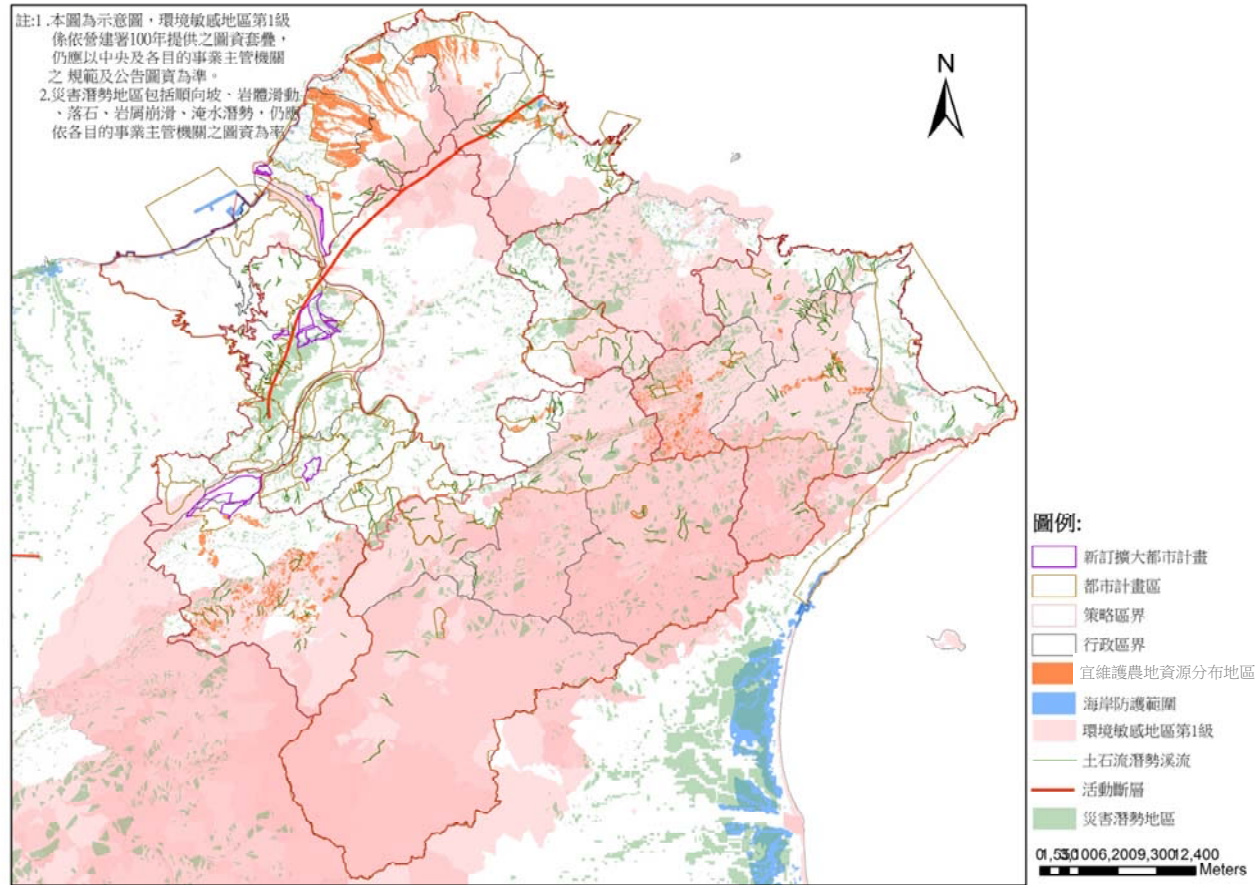 註:1.本圖為示意圖，環境敏感地區第1級
係依營建署100年提供之圖資套疊，
仍應以中央及各目的事業主管機關
之 規範及公告圖資為準。
2.災害潛勢地區包括順向坡、岩體滑動
、落石、岩屑崩滑、淹水潛勢，仍應
依各目的事業主管機關之圖資為準
N
圖例:
新訂擴大都市計畫
都市計畫區
策略區界
行政區界
宜維護農地資源分布地區
海岸防護範圍
環境敏感地區第1級
土石流潛勢溪流
活動斷層
災害潛勢地區
Meters